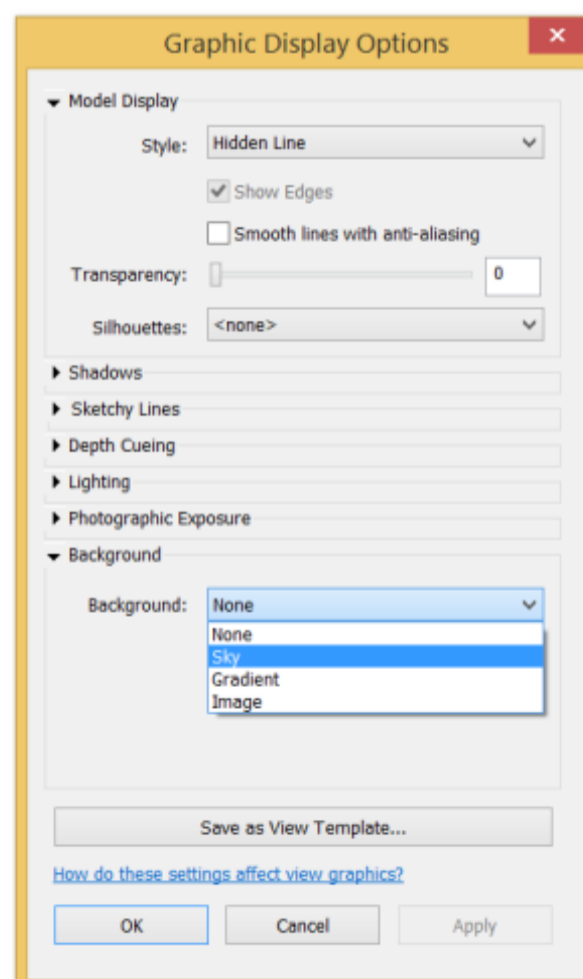 Graphic Display Options
Model Display
Style: Hidden Line
Show Edges
Smooth lines with anti-aliasing
Transparency: 0
Silhouettes: <none>
Shadows
Sketchy Lines
Depth Cueing
Lighting
Photographic Exposure
Background
Background: None
None
Sky
Gradient
Image
Save as View Template...
How do these settings affect view graphics?
OK Cancel Apply